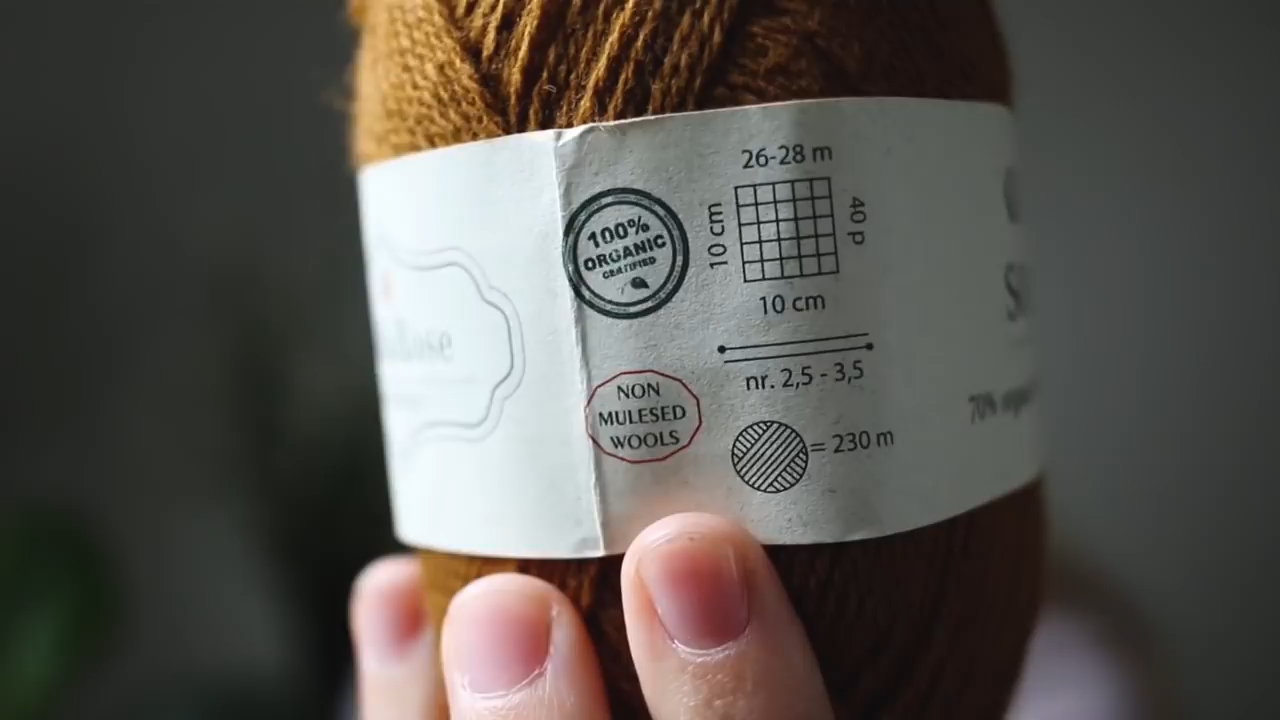 100%
ORGANIC
CERTIFIED
NON
MULESED
WOOLS
26-28 m
10 cm
40 p
10 cm
nr. 2,5 - 3,5
= 230 m
70%